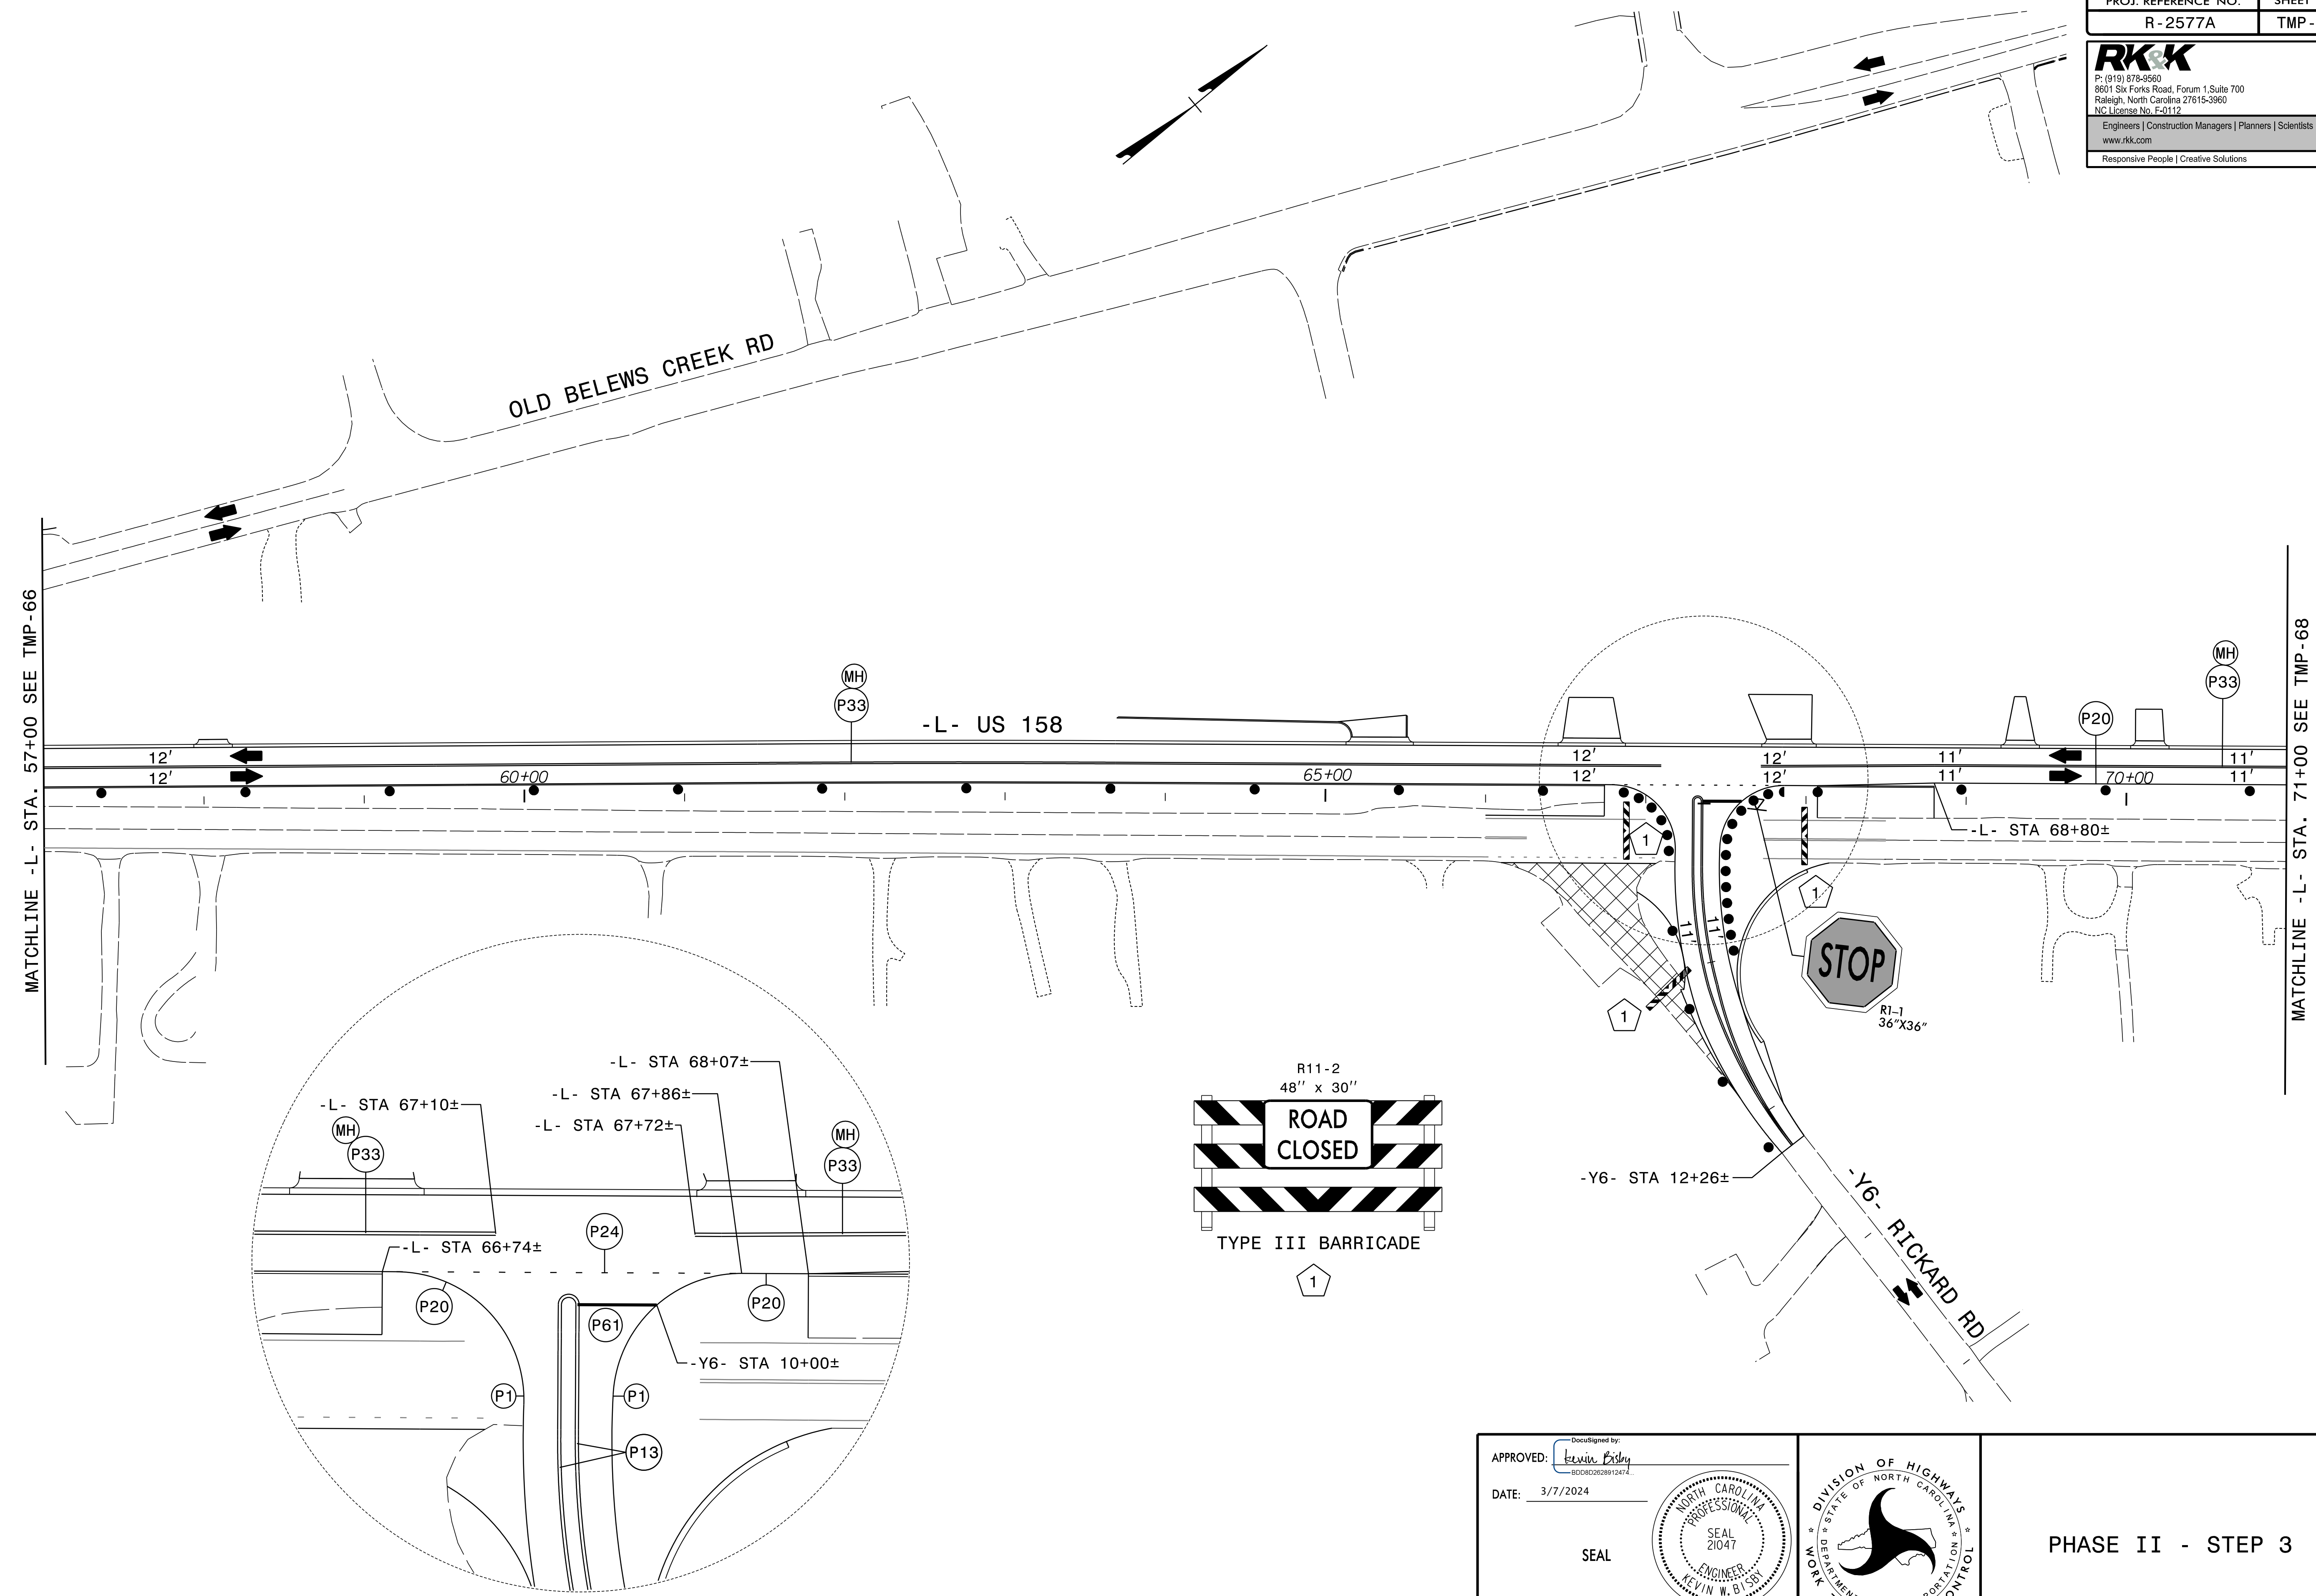 PROJ. REFERENCE NO.
SHEET
R-2577A
TMP-
RK&K
P: (919) 878-9560
8601 Six Forks Road, Forum 1,Suite 700
Raleigh, North Carolina 27615-3960
NC License No. F-0112
Engineers | Construction Managers | Planners | Scientists
www.rkk.com
Responsive People | Creative Solutions
OLD BELEWS CREEK RD
MATCHLINE -L- STA. 57+00 SEE TMP-66
MATCHLINE -L- STA. 71+00 SEE TMP-68
MH
P33
-L- US 158
MH
P33
P20
12'
12'
60+00
65+00
12'
12'
12'
12'
11'
11'
70+00
11'
11'
-L- STA 68+80±
1
1
11'
11'
STOP
R1-1
36"X36"
1
-Y6- STA 12+26±
-Y6- RICKARD RD
R11-2
48'' x 30''
ROAD
CLOSED
TYPE III BARRICADE
1
-L- STA 68+07±
-L- STA 67+86±
-L- STA 67+10±
-L- STA 67+72±
MH
P33
MH
P33
P24
-L- STA 66+74±
P20
P20
P61
-Y6- STA 10+00±
P1
P1
P13
APPROVED:
DocuSigned by:
Kevin Bisby
BDD8D2628912474...
DATE: 3/7/2024
SEAL
NORTH CAROLINA
PROFESSIONAL
SEAL
21047
ENGINEER
KEVIN W. BISBY
DIVISION OF HIGHWAYS
STATE OF NORTH CAROLINA
WORK
PHASE II - STEP 3